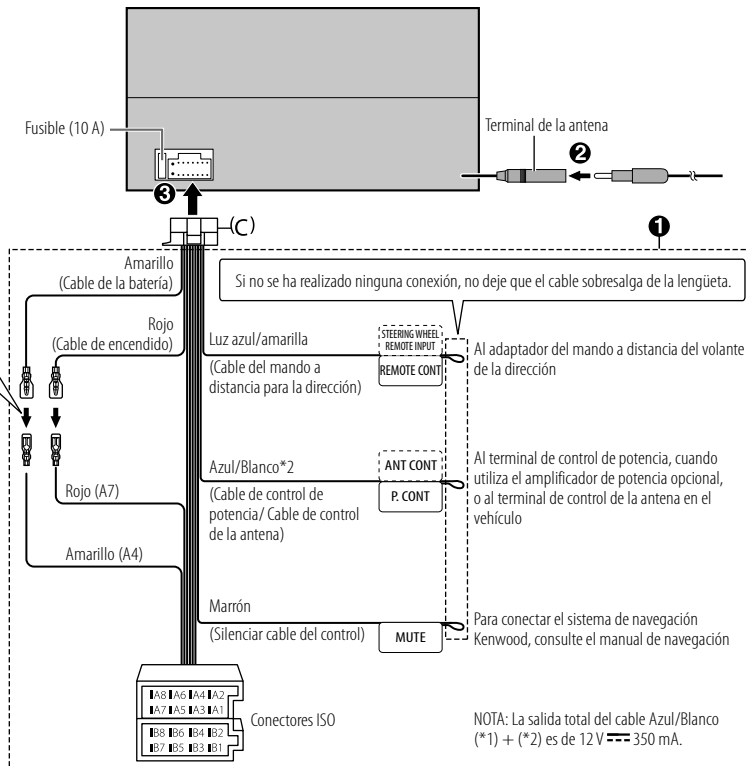 Fusible (10 A)
Terminal de la antena
❷
❸
(C)
❶
Amarillo
(Cable de la batería)
Si no se ha realizado ninguna conexión, no deje que el cable sobresalga de la lengüeta.
Rojo
(Cable de encendido)
Luz azul/amarilla
(Cable del mando a
distancia para la dirección)
STEERING WHEEL
REMOTE INPUT
REMOTE CONT
Al adaptador del mando a distancia del volante
de la dirección
Azul/Blanco*2
(Cable de control de
potencia/ Cable de control
de la antena)
ANT CONT
P. CONT
Al terminal de control de potencia, cuando
utiliza el amplificador de potencia opcional,
o al terminal de control de la antena en el
vehículo
Rojo (A7)
Amarillo (A4)
Marrón
(Silenciar cable del control)
MUTE
Para conectar el sistema de navegación
Kenwood, consulte el manual de navegación
A8 A6 A4 A2
A7 A5 A3 A1
B8 B6 B4 B2
B7 B5 B3 B1
Conectores ISO
NOTA: La salida total del cable Azul/Blanco
(*1) + (*2) es de 12 V ⎓ 350 mA.